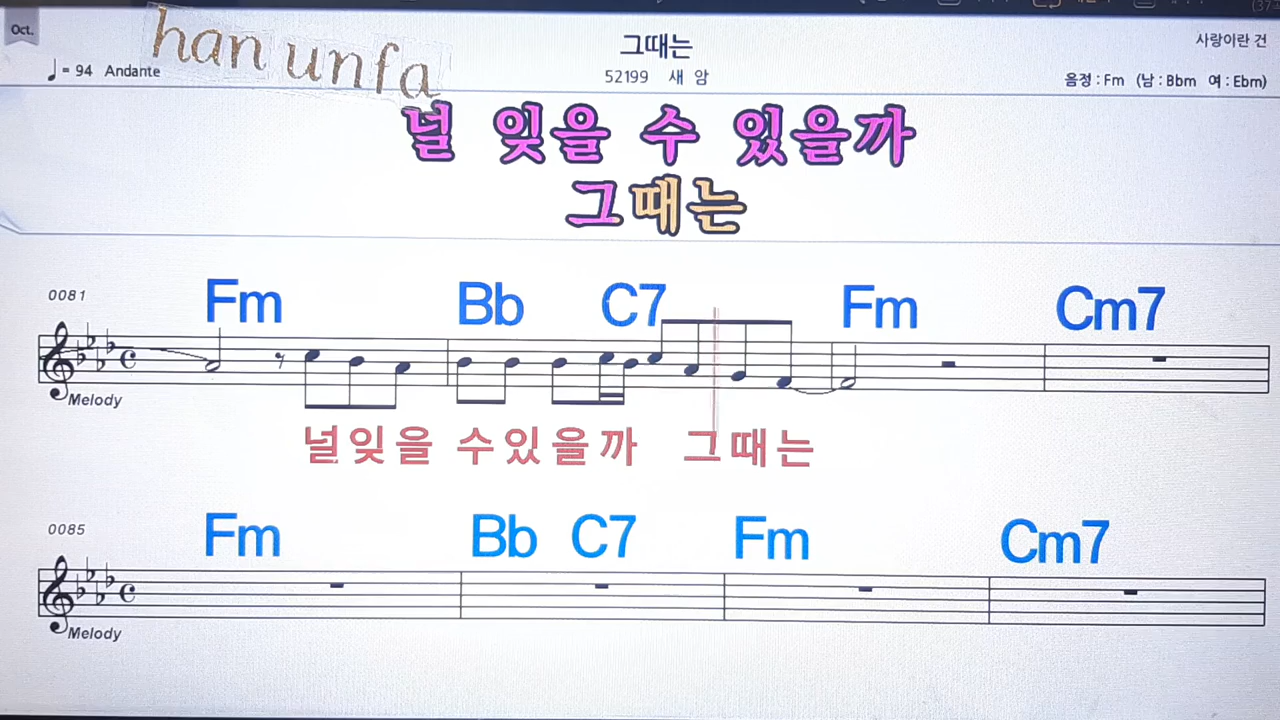 Oct.
han unfa
그때는
사랑이란 건
♩= 94 Andante
52199 새 암
음정 : Fm (남 : Bbm 여 : Ebm)
널 잊을 수 있을까
그때는
0081
Fm Bb C7 Fm Cm7
Melody
널잊을 수있을까 그때는
0085
Fm Bb C7 Fm Cm7
Melody